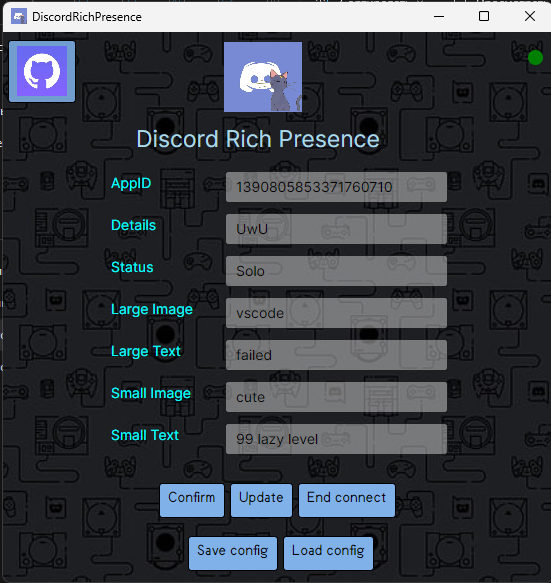 DiscordRichPresence
Discord Rich Presence
AppID 1390805853371760710
Details UwU
Status Solo
Large Image vscode
Large Text failed
Small Image cute
Small Text 99 lazy level
Confirm Update End connect
Save config Load config